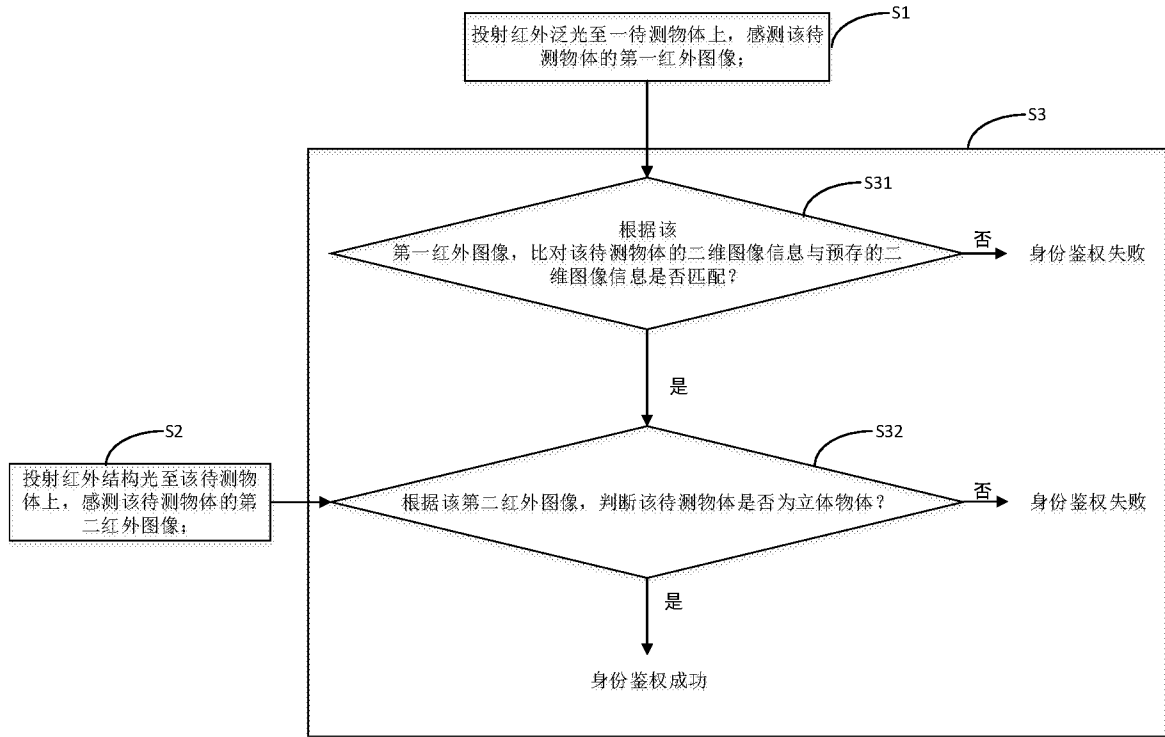 S1
投射红外泛光至一待测物体上，感测该待
测物体的第一红外图像；
S3
S31
根据该
第一红外图像，比对该待测物体的二维图像信息与预存的二
维图像信息是否匹配？
否
身份鉴权失败
是
S2
投射红外结构光至该待测物
体上，感测该待测物体的第
二红外图像；
S32
根据该第二红外图像，判断该待测物体是否为立体物体？
否
身份鉴权失败
是
身份鉴权成功